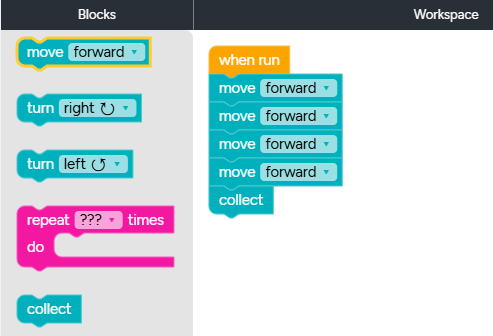 Blocks
Workspace
move forward
turn right ↻
turn left ↺
repeat ??? times
do
collect
when run
move forward
move forward
move forward
move forward
collect